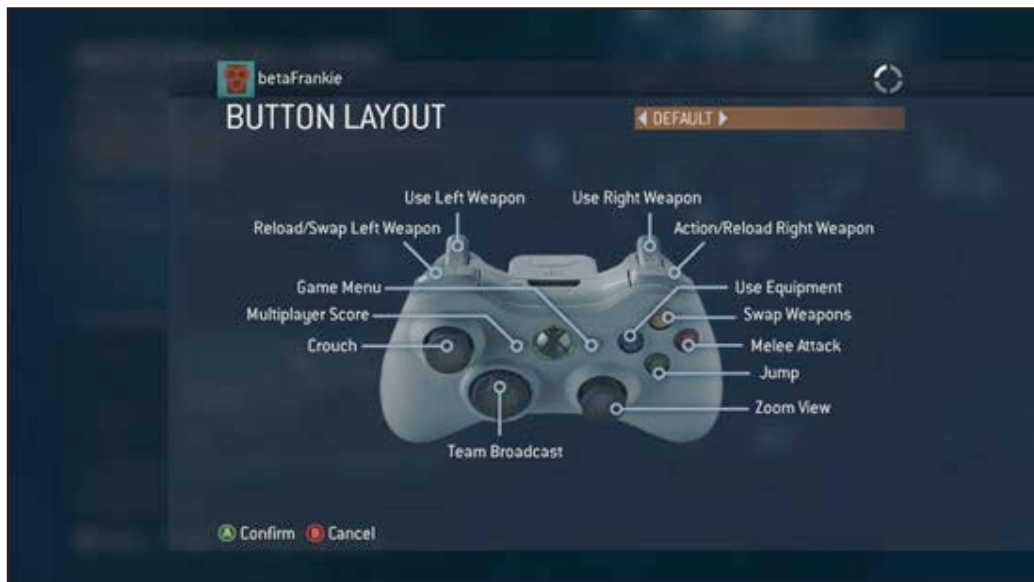 betaFrankie
BUTTON LAYOUT
DEFAULT
Use Left Weapon
Use Right Weapon
Reload/Swap Left Weapon
Action/Reload Right Weapon
Game Menu
Use Equipment
Multiplayer Score
Swap Weapons
Crouch
Melee Attack
Jump
Zoom View
Team Broadcast
A Confirm B Cancel